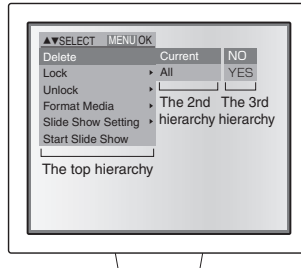 ▲▼SELECT MENU OK
Delete Current NO
Lock All YES
Unlock
Format Media
Slide Show Setting
Start Slide Show
The top hierarchy
The 2nd hierarchy
The 3rd hierarchy